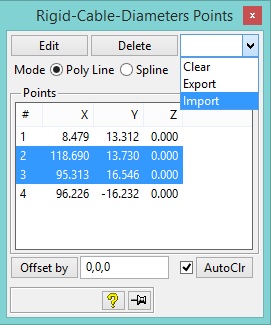 Rigid-Cable-Diameters Points
Edit Delete
Mode Poly Line Spline
Clear
Export
Import
Points
# X Y Z
1 8.479 13.312 0.000
2 118.690 13.730 0.000
3 95.313 16.546 0.000
4 96.226 -16.232 0.000
Offset by 0,0,0 AutoClr
?